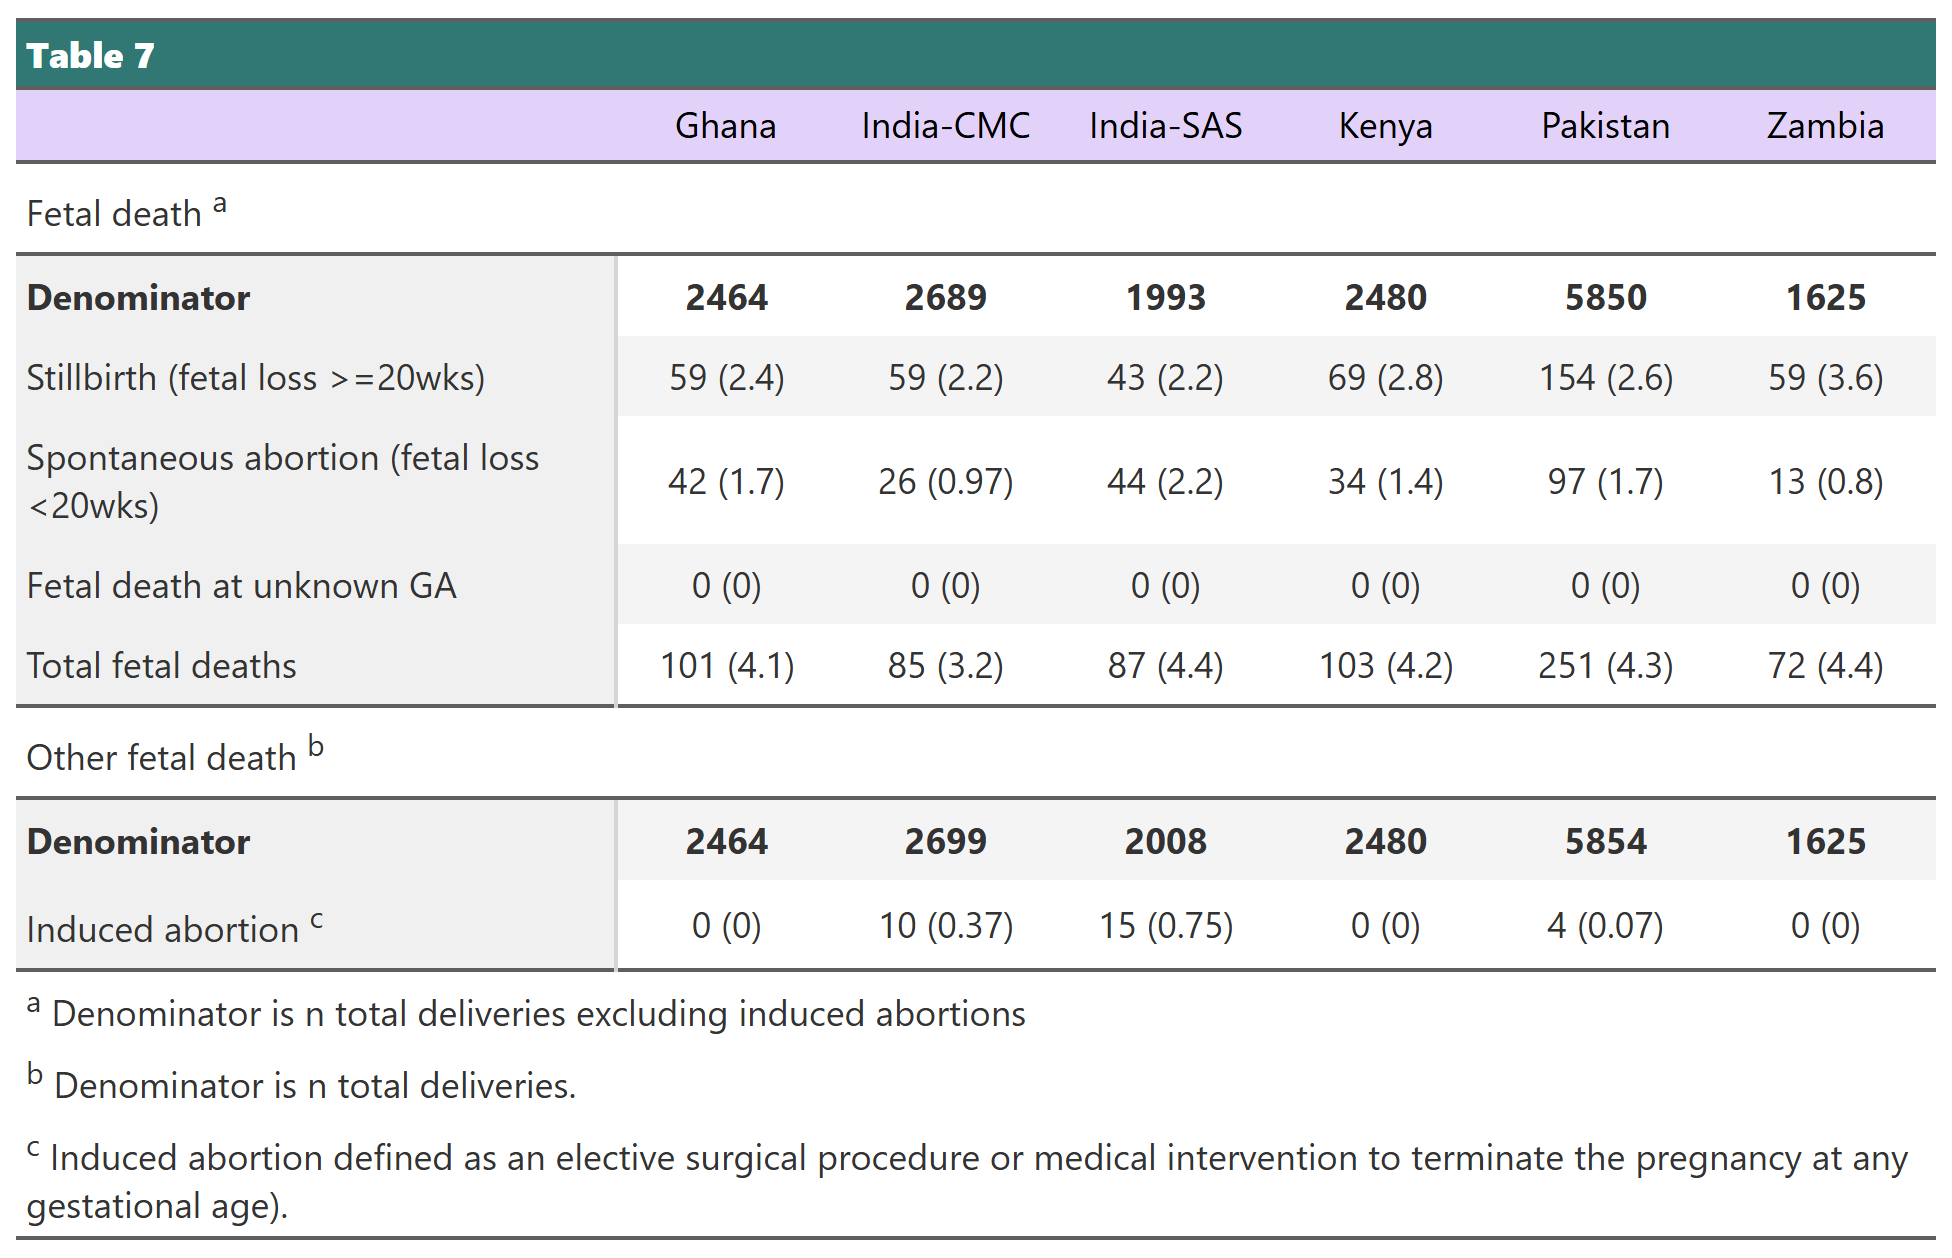 Table 7
Ghana India-CMC India-SAS Kenya Pakistan Zambia
Fetal death a
Denominator 2464 2689 1993 2480 5850 1625
Stillbirth (fetal loss >=20wks) 59 (2.4) 59 (2.2) 43 (2.2) 69 (2.8) 154 (2.6) 59 (3.6)
Spontaneous abortion (fetal loss
<20wks) 42 (1.7) 26 (0.97) 44 (2.2) 34 (1.4) 97 (1.7) 13 (0.8)
Fetal death at unknown GA 0 (0) 0 (0) 0 (0) 0 (0) 0 (0) 0 (0)
Total fetal deaths 101 (4.1) 85 (3.2) 87 (4.4) 103 (4.2) 251 (4.3) 72 (4.4)
Other fetal death b
Denominator 2464 2699 2008 2480 5854 1625
Induced abortion c 0 (0) 10 (0.37) 15 (0.75) 0 (0) 4 (0.07) 0 (0)
a Denominator is n total deliveries excluding induced abortions
b Denominator is n total deliveries.
c Induced abortion defined as an elective surgical procedure or medical intervention to terminate the pregnancy at any
gestational age).